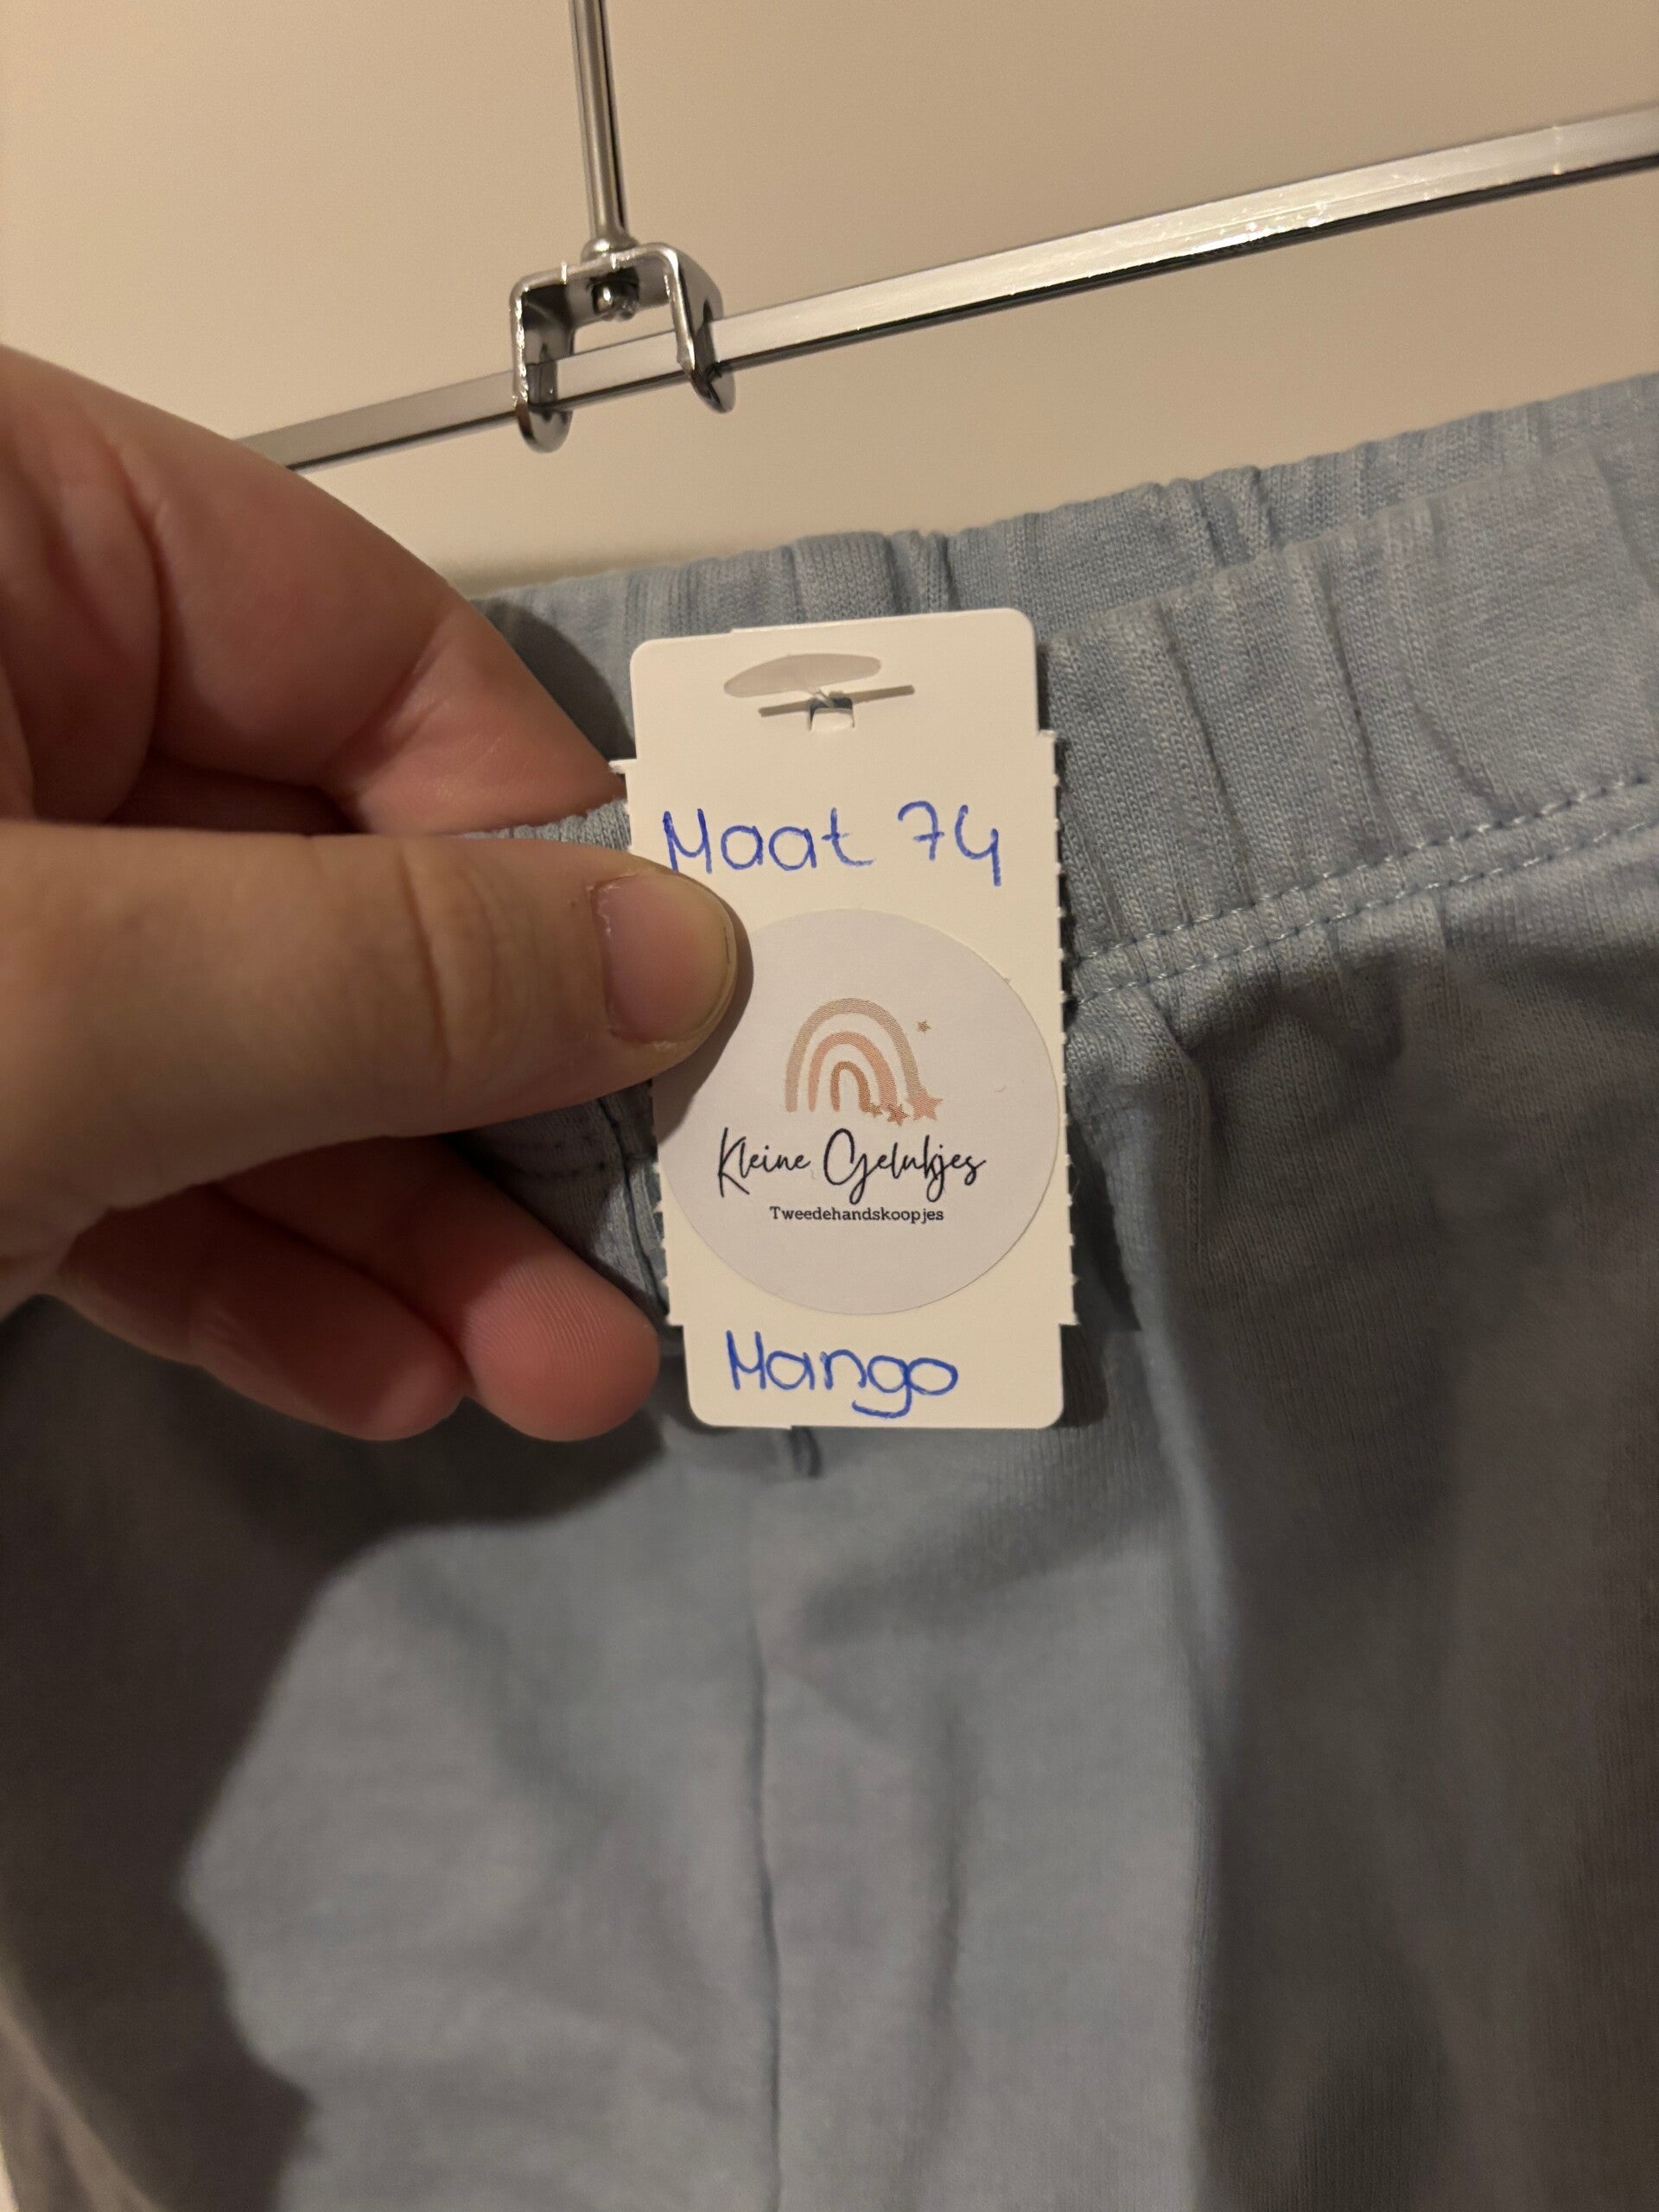 Maat 74
Kleine Gelukjes
Tweedehandskoopjes
Mango